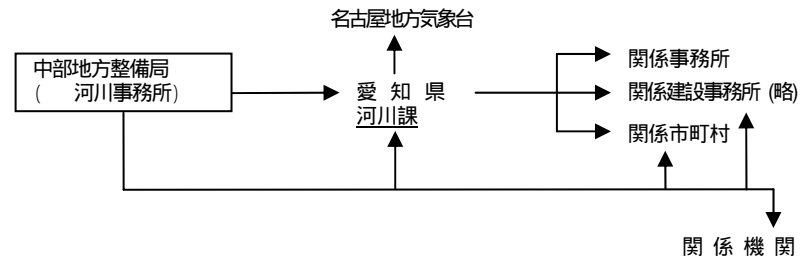 名古屋地方気象台
中部地方整備局
(　　河川事務所)
愛 知 県
河川課
関係事務所
関係建設事務所 (略)
関係市町村
関 係 機 関